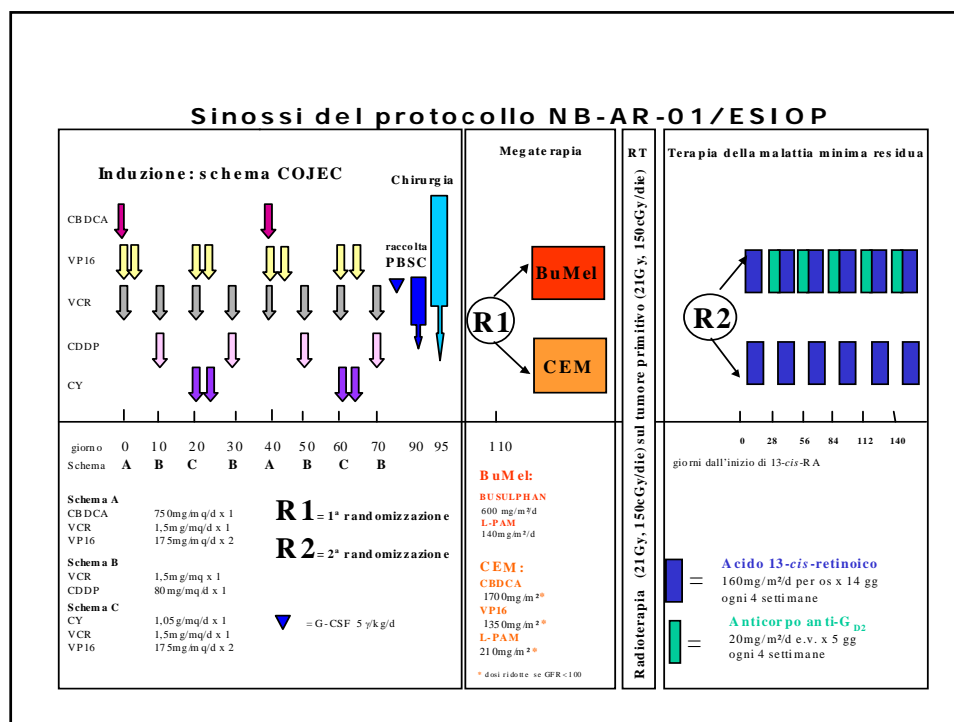 Sinossi del protocollo NB-AR-01/ESIOP
Induzione: schema COJEC
Chirurgia
CBDCA
VP16
VCR
CDDP
CY
raccolta
PBSC
giorno 0 10 20 30 40 50 60 70 90 95
Schema A B C B A B C B
Schema A
CBDCA 750mg/mq/d x 1
VCR 1,5mg/mq/d x 1
VP16 175mg/mq/d x 2
Schema B
VCR 1,5mg/mq x 1
CDDP 80mg/mq/d x 1
Schema C
CY 1,05g/mq/d x 1
VCR 1,5mg/mq/d x 1
VP16 175mg/mq/d x 2
R1 = 1ª randomizzazione
R2 = 2ª randomizzazione
= G-CSF 5 γ/kg/d
Megaterapia
R1
BuMel
CEM
110
BuMel:
BUSULPHAN
600 mg/m²/d
L-PAM
140mg/m²/d
CEM:
CBDCA
1700mg/m²*
VP16
1350mg/m²*
L-PAM
210mg/m²*
* dosi ridotte se GFR<100
RT
Radioterapia (21Gy, 150cGy/die) sul tumore primitivo (21Gy, 150cGy/die)
Terapia della malattia minima residua
R2
0 28 56 84 112 140
giorni dall'inizio di 13-cis-RA
= Acido 13-cis-retinoico
160mg/m²/d per os x 14 gg
ogni 4 settimane
= Anticorpo anti-GD2
20mg/m²/d e.v. x 5 gg
ogni 4 settimane